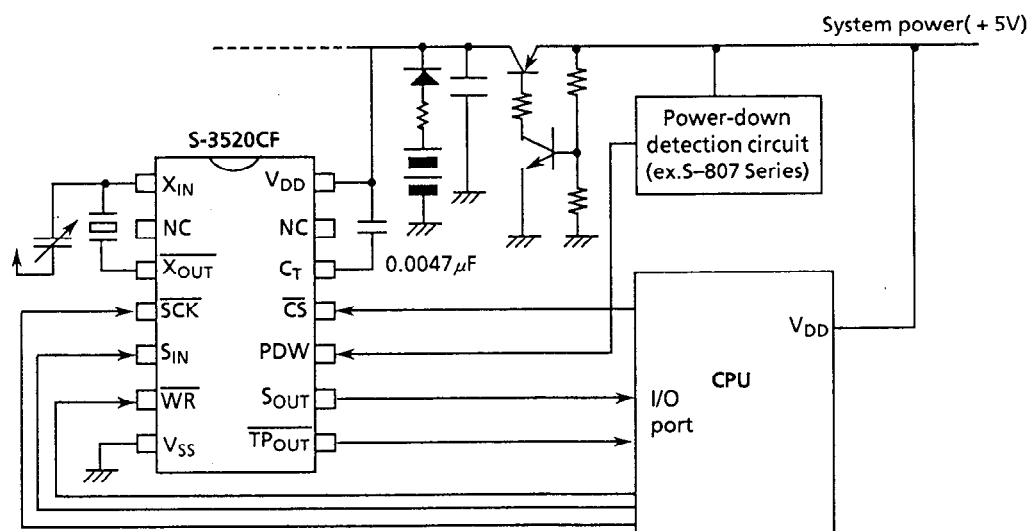 System power( + 5V)
Power-down
detection circuit
(ex.S–807 Series)
S-3520CF
XIN
NC
XOUT
SCK
SIN
WR
VSS
VDD
NC
CT
CS
PDW
SOUT
TPOUT
0.0047μF
VDD
CPU
I/O
port